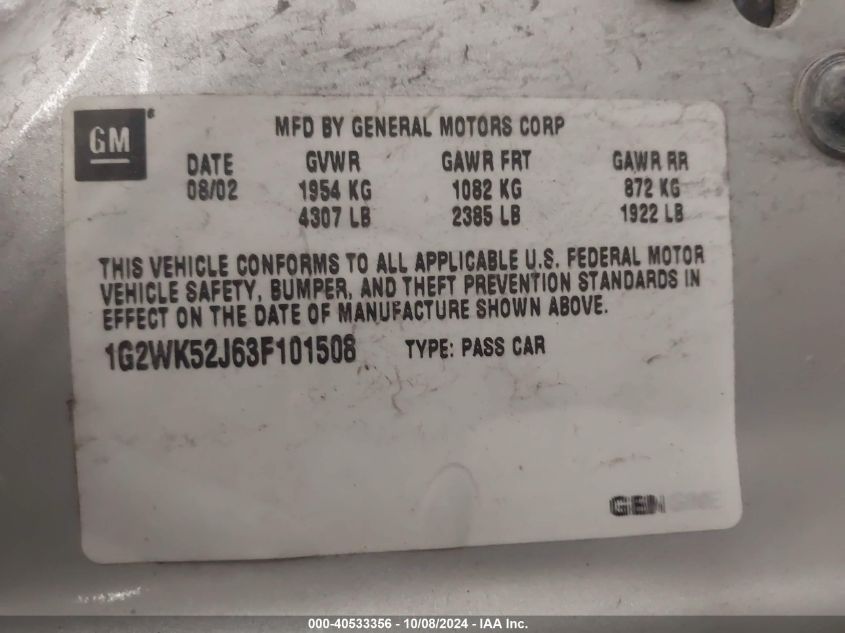 GM
MFD BY GENERAL MOTORS CORP
DATE GVWR GAWR FRT GAWR RR
08/02 1954 KG 1082 KG 872 KG
4307 LB 2385 LB 1922 LB
THIS VEHICLE CONFORMS TO ALL APPLICABLE U.S. FEDERAL MOTOR
VEHICLE SAFETY, BUMPER, AND THEFT PREVENTION STANDARDS IN
EFFECT ON THE DATE OF MANUFACTURE SHOWN ABOVE.
1G2WK52J63F101508 TYPE: PASS CAR
000-40533356 - 10/08/2024 - IAA Inc.